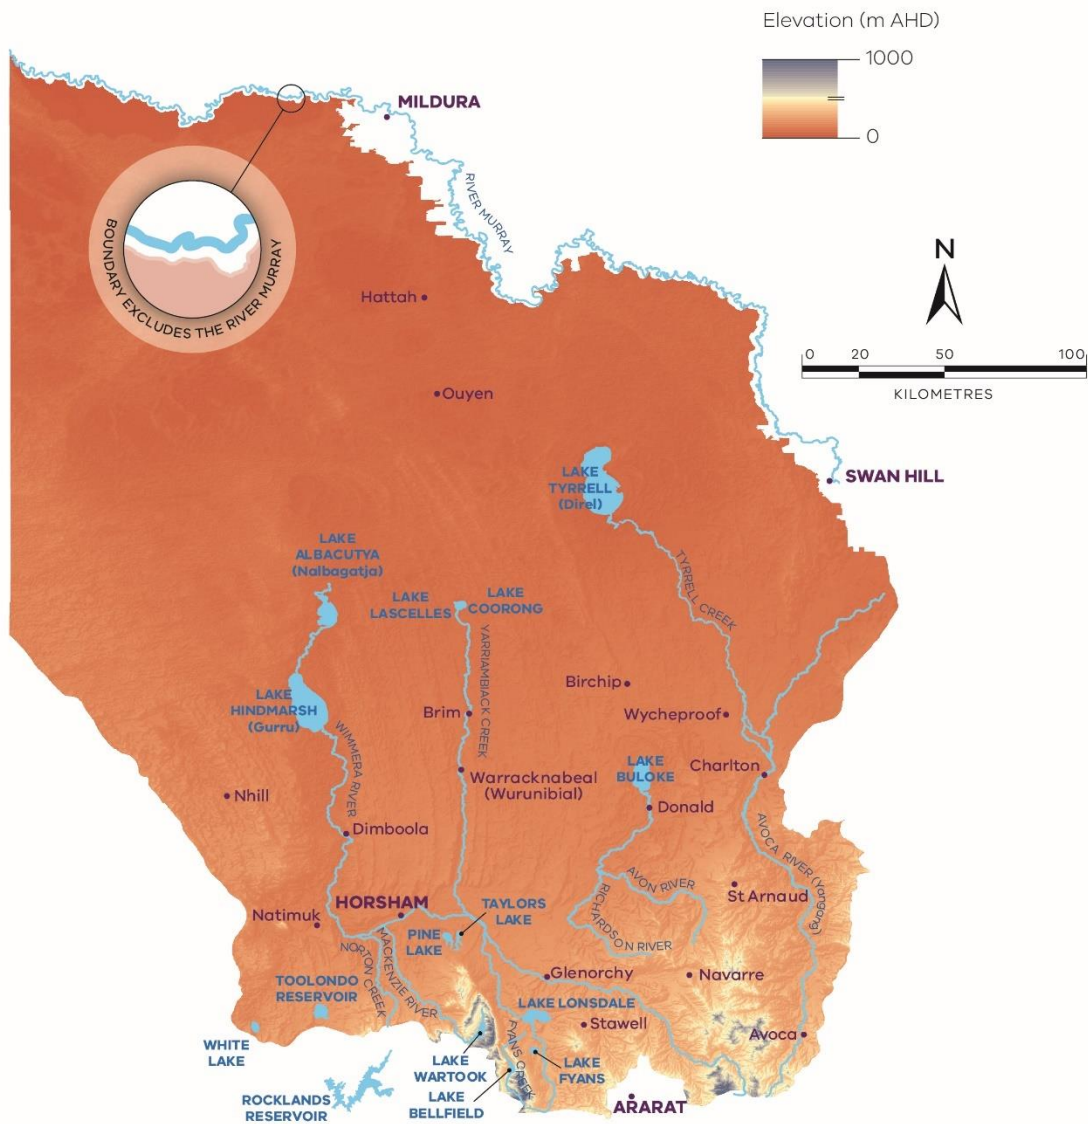 Elevation (m AHD)
1000
0
MILDURA
RIVER MURRAY
BOUNDARY EXCLUDES THE RIVER MURRAY
N
0 20 50 100
KILOMETRES
Hattah
Ouyen
LAKE
TYRRELL
(Direl)
SWAN HILL
LAKE
ALBACUTYA
(Nalbagatja)
LAKE
LASCELLES
LAKE
COORONG
TYRRELL CREEK
YARRIAMBIACK CREEK
Birchip
LAKE
HINDMARSH
(Gurru)
Brim
Wycheproof
WIMMERA RIVER
LAKE
BULOKE
Charlton
Warracknabeal
(Wurunibial)
Nhill
Donald
Dimboola
AVOCA RIVER (Yangang)
AVON RIVER
RICHARDSON RIVER
St Arnaud
HORSHAM
TAYLORS
LAKE
Natimuk
PINE
LAKE
NORTON CREEK
MACKENZIE RIVER
Glenorchy
Navarre
TOOLONDO
RESERVOIR
LAKE LONSDALE
Stawell
Avoca
FYANS CREEK
WHITE
LAKE
LAKE
WARTOOK
LAKE
FYANS
ROCKLANDS
RESERVOIR
LAKE
BELLFIELD
ARARAT